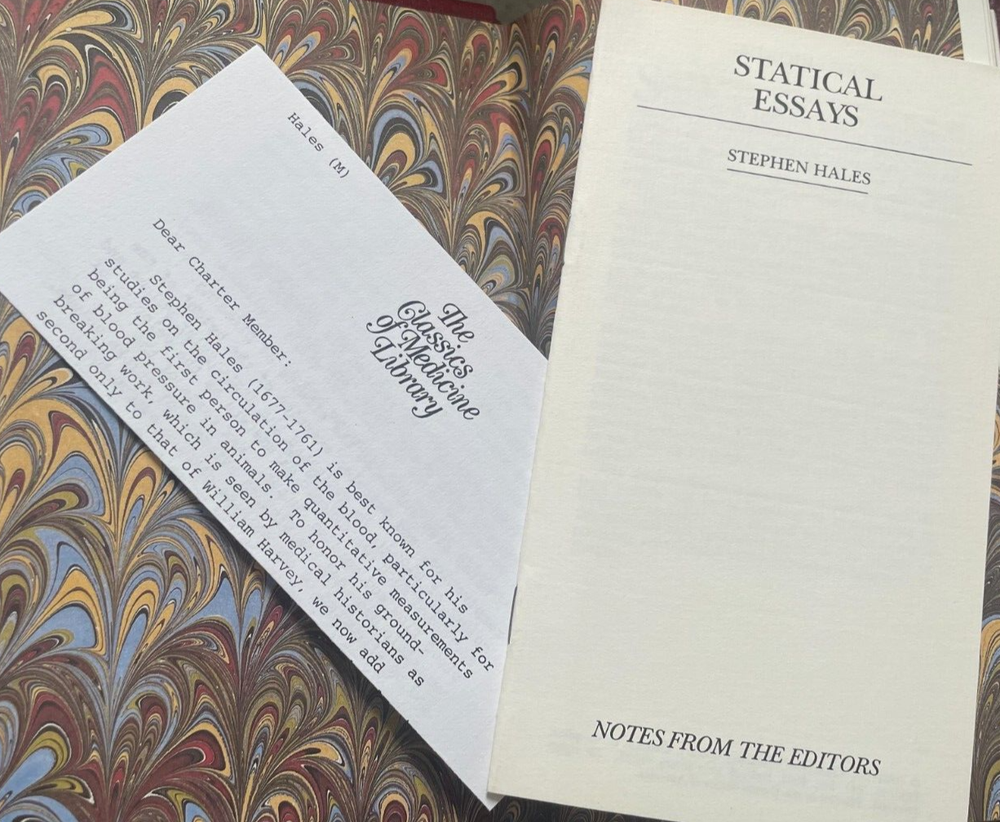 Hales (M)
The
Classics
of Medicine
Library
Dear Charter Member:
Stephen Hales (1677-1761) is best known for his
studies on the circulation of the blood, particularly for
being the first person to make quantitative measurements
of blood pressure in animals. To honor his ground-
breaking work, which is seen by medical historians as
second only to that of William Harvey, we now add
STATICAL
ESSAYS
STEPHEN HALES
NOTES FROM THE EDITORS